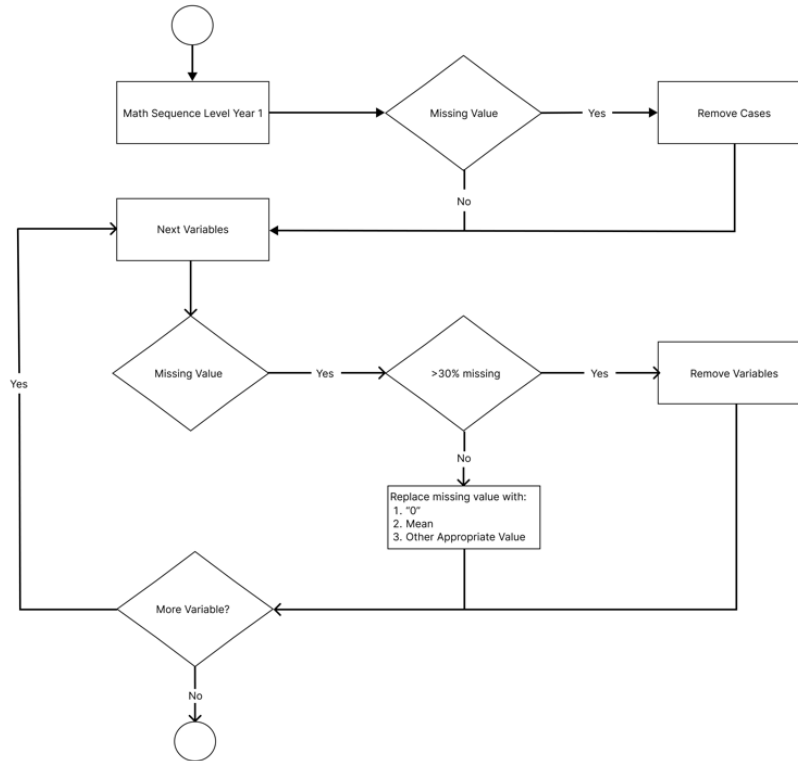 Math Sequence Level Year 1
Missing Value
Yes
Remove Cases
No
Next Variables
Missing Value
Yes
>30% missing
Yes
Remove Variables
Yes
No
Replace missing value with:
1. "0"
2. Mean
3. Other Appropriate Value
More Variable?
No